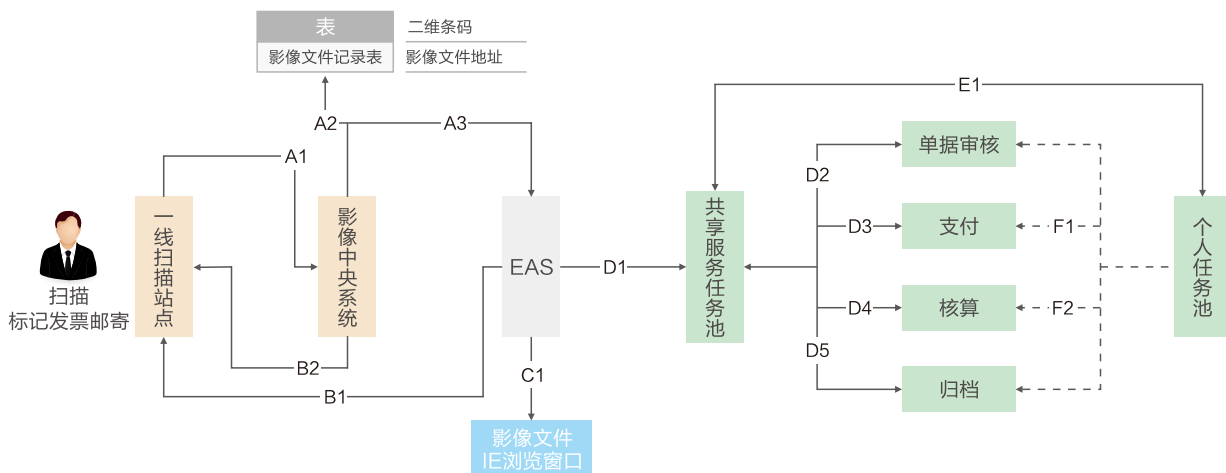 表
影像文件记录表
二维条码
影像文件地址
A2
A3
A1
E1
扫描
标记发票邮寄
一线扫描站点
影像中央系统
EAS
B2
B1
C1
影像文件
IE浏览窗口
D1
共享服务任务池
D2
D3
D4
D5
单据审核
支付
核算
归档
F1
F2
个人任务池